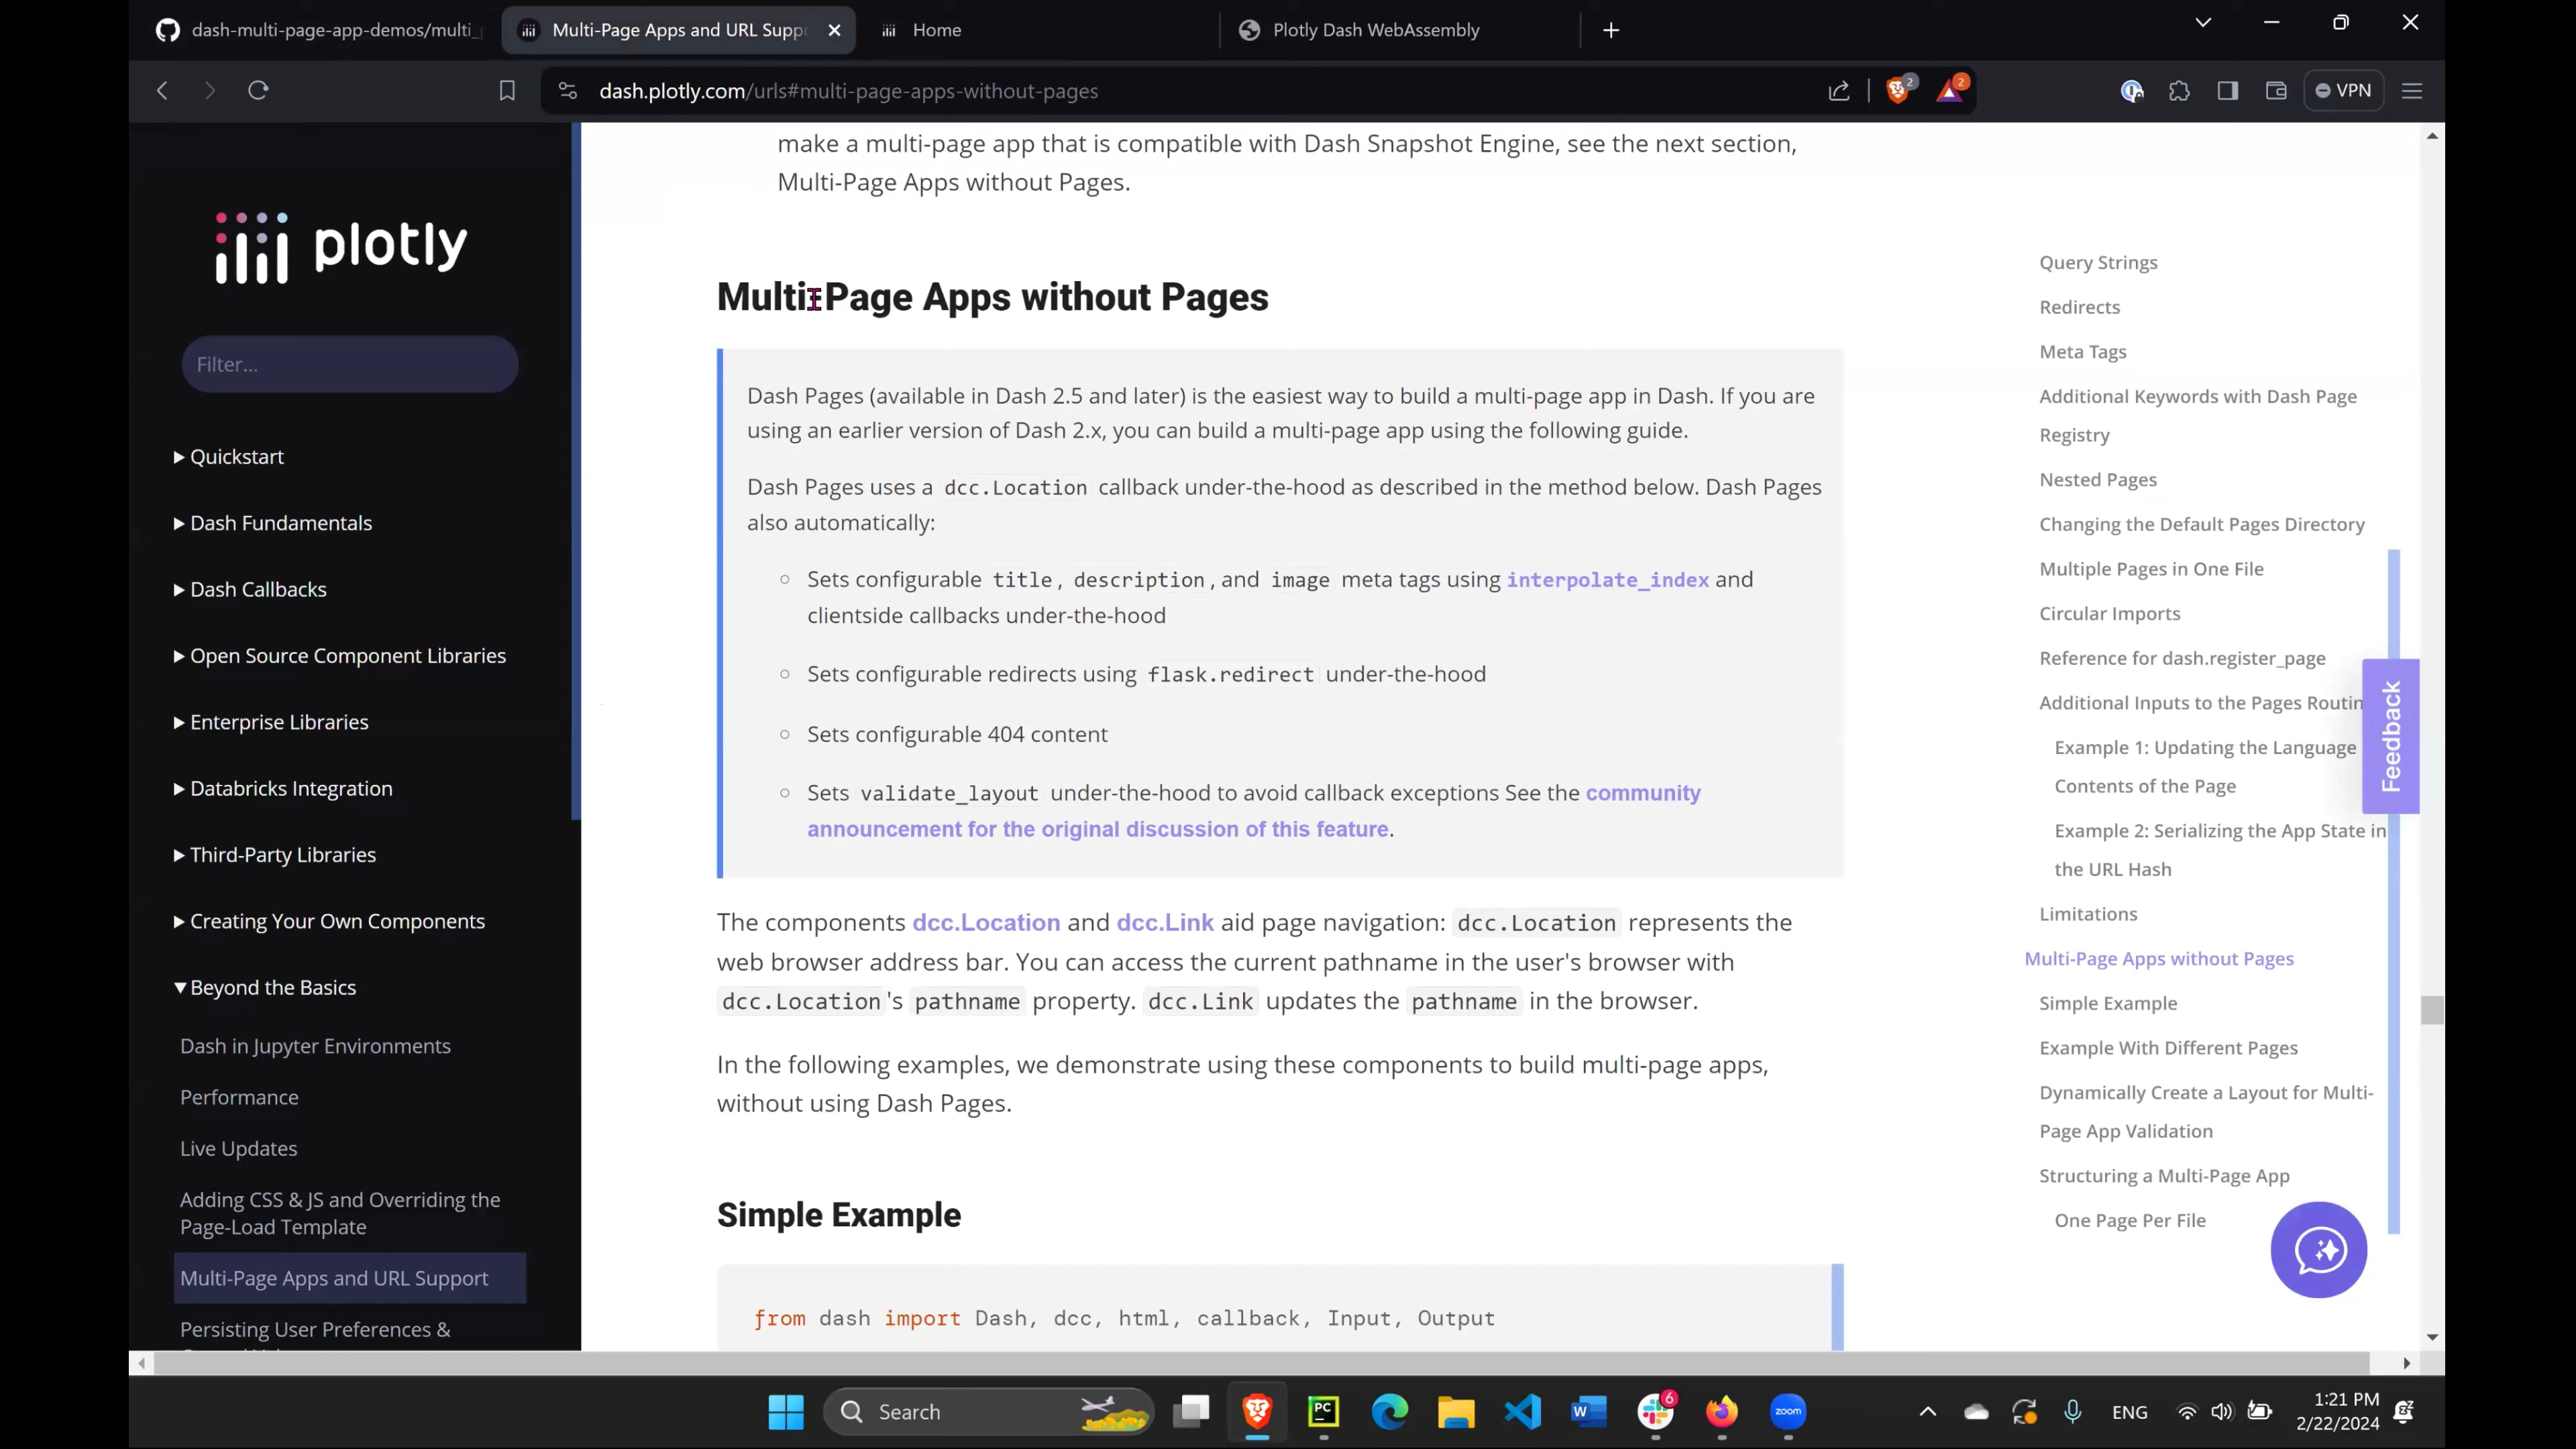 dash-multi-page-app-demos/multi_
Multi-Page Apps and URL Supp
Home
Plotly Dash WebAssembly
dash.plotly.com/urls#multi-page-apps-without-pages
2
2
VPN
plotly
Filter...
Quickstart
Dash Fundamentals
Dash Callbacks
Open Source Component Libraries
Enterprise Libraries
Databricks Integration
Third-Party Libraries
Creating Your Own Components
Beyond the Basics
Dash in Jupyter Environments
Performance
Live Updates
Adding CSS & JS and Overriding the
Page-Load Template
Multi-Page Apps and URL Support
Persisting User Preferences &
make a multi-page app that is compatible with Dash Snapshot Engine, see the next section,
Multi-Page Apps without Pages.
Multi-Page Apps without Pages
Dash Pages (available in Dash 2.5 and later) is the easiest way to build a multi-page app in Dash. If you are
using an earlier version of Dash 2.x, you can build a multi-page app using the following guide.
Dash Pages uses a dcc.Location callback under-the-hood as described in the method below. Dash Pages
also automatically:
Sets configurable title, description, and image meta tags using interpolate_index and
clientside callbacks under-the-hood
Sets configurable redirects using flask.redirect under-the-hood
Sets configurable 404 content
Sets validate_layout under-the-hood to avoid callback exceptions See the community
announcement for the original discussion of this feature.
The components dcc.Location and dcc.Link aid page navigation: dcc.Location represents the
web browser address bar. You can access the current pathname in the user's browser with
dcc.Location's pathname property. dcc.Link updates the pathname in the browser.
In the following examples, we demonstrate using these components to build multi-page apps,
without using Dash Pages.
Simple Example
from dash import Dash, dcc, html, callback, Input, Output
Query Strings
Redirects
Meta Tags
Additional Keywords with Dash Page
Registry
Nested Pages
Changing the Default Pages Directory
Multiple Pages in One File
Circular Imports
Reference for dash.register_page
Additional Inputs to the Pages Routin
Example 1: Updating the Language
Contents of the Page
Example 2: Serializing the App State in
the URL Hash
Limitations
Multi-Page Apps without Pages
Simple Example
Example With Different Pages
Dynamically Create a Layout for Multi-
Page App Validation
Structuring a Multi-Page App
One Page Per File
Feedback
Search
PC
W
6
zoom
ENG
1:21 PM
2/22/2024